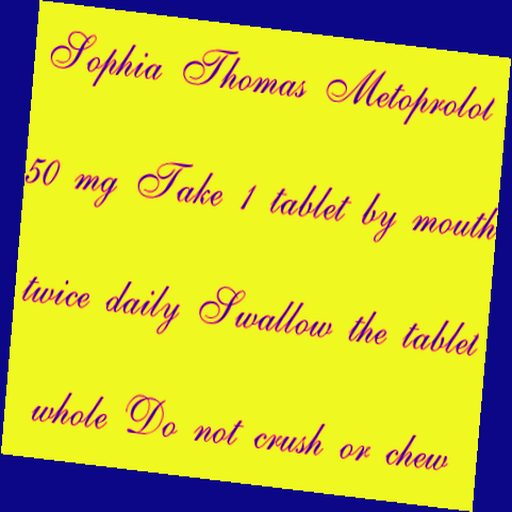 Sophia Thomas Metoprolol
50 mg Take 1 tablet by mouth
twice daily Swallow the tablet
whole Do not crush or chew